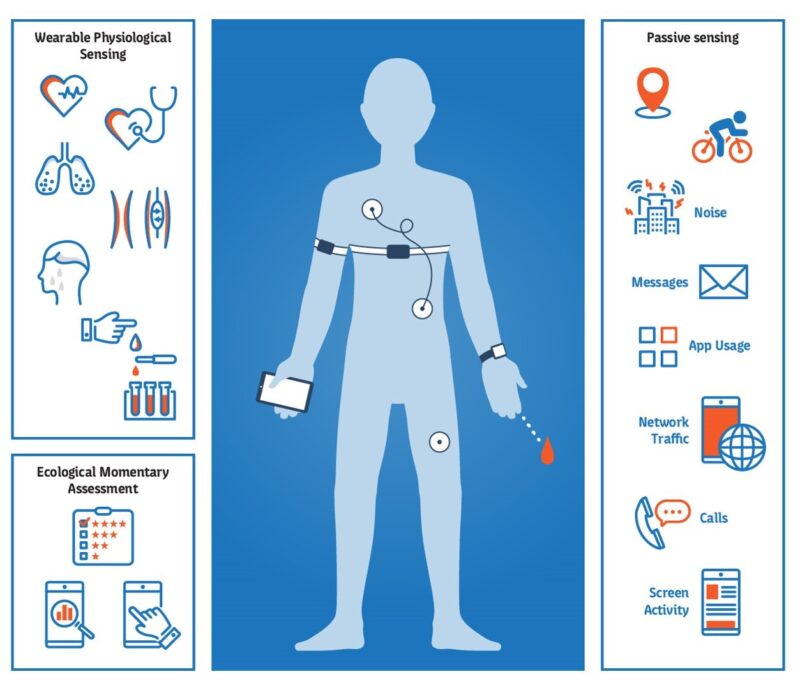 Wearable Physiological
Sensing
Ecological Momentary
Assessment
Passive sensing
Noise
Messages
App Usage
Network
Traffic
Calls
Screen
Activity